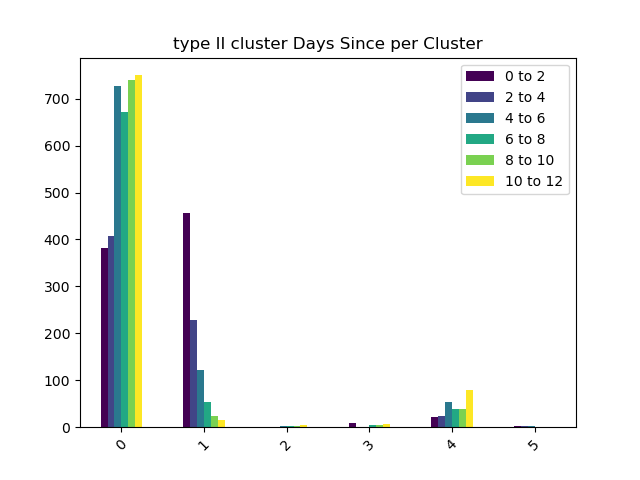 type II cluster Days Since per Cluster
700
600
500
400
300
200
100
0
0 to 2
2 to 4
4 to 6
6 to 8
8 to 10
10 to 12
0 1 2 3 4 5